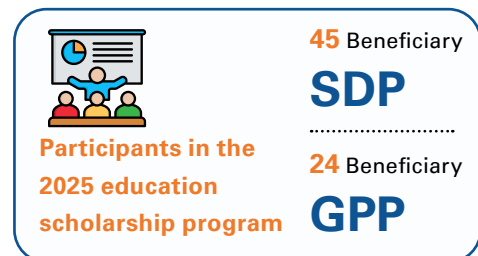 Participants in the
2025 education
scholarship program
45 Beneficiary
SDP
24 Beneficiary
GPP